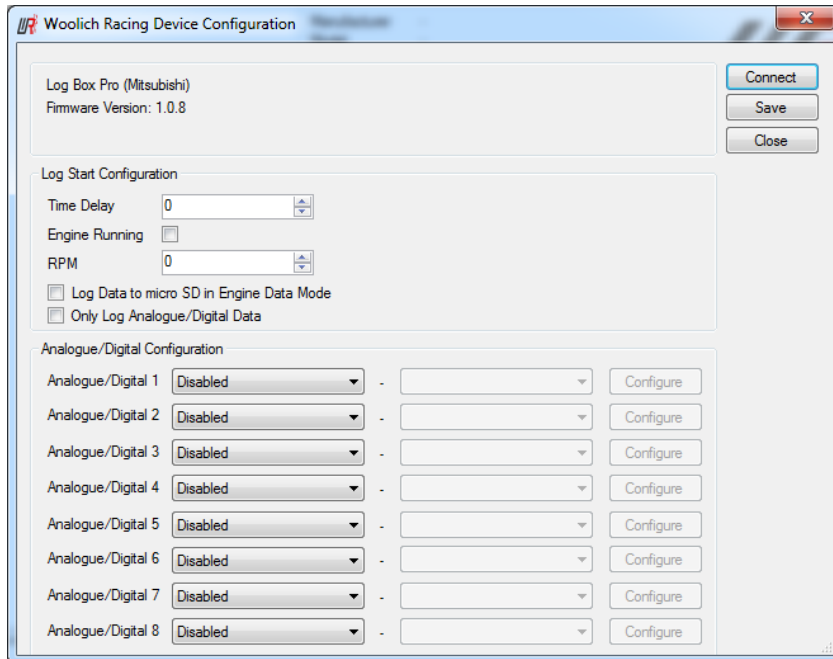 Woolich Racing Device Configuration
Log Box Pro (Mitsubishi)
Firmware Version: 1.0.8
Connect
Save
Close
Log Start Configuration
Time Delay 0
Engine Running
RPM 0
Log Data to micro SD in Engine Data Mode
Only Log Analogue/Digital Data
Analogue/Digital Configuration
Analogue/Digital 1 Disabled - Configure
Analogue/Digital 2 Disabled - Configure
Analogue/Digital 3 Disabled - Configure
Analogue/Digital 4 Disabled - Configure
Analogue/Digital 5 Disabled - Configure
Analogue/Digital 6 Disabled - Configure
Analogue/Digital 7 Disabled - Configure
Analogue/Digital 8 Disabled - Configure